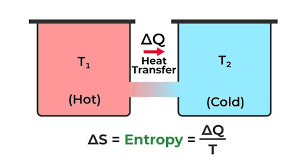 ΔQ
T₁
Heat
Transfer
T₂
(Hot)
(Cold)
ΔS = Entropy = ΔQ
T